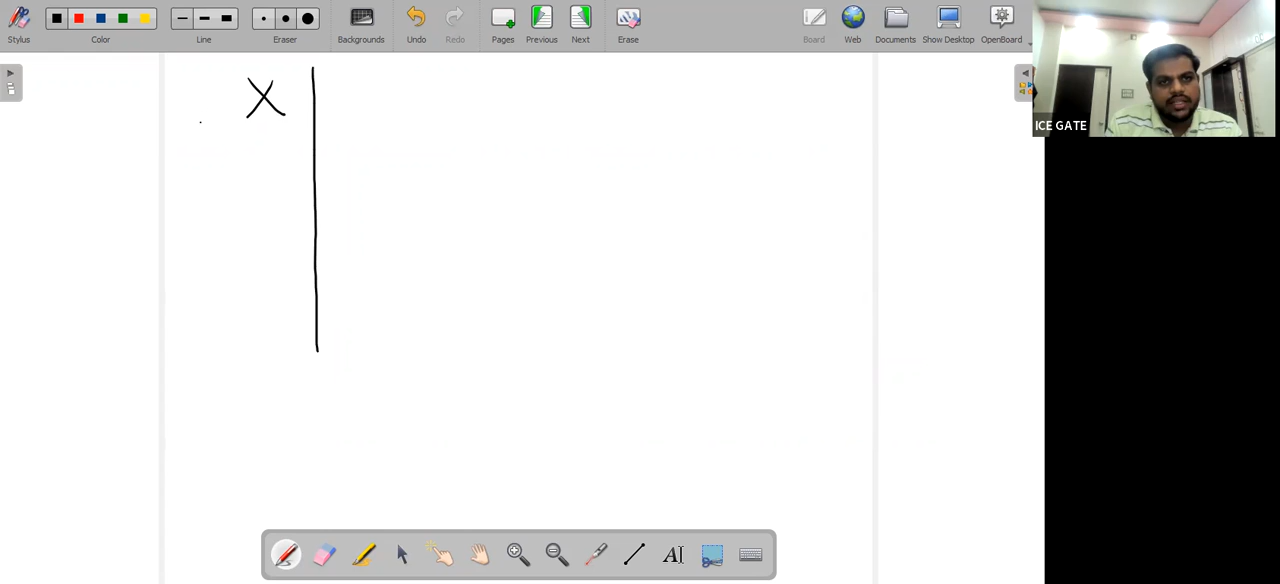 Stylus Color Line Eraser Backgrounds Undo Redo Pages Previous Next Erase Board Web Documents Show Desktop OpenBoard
ICE GATE
X
A